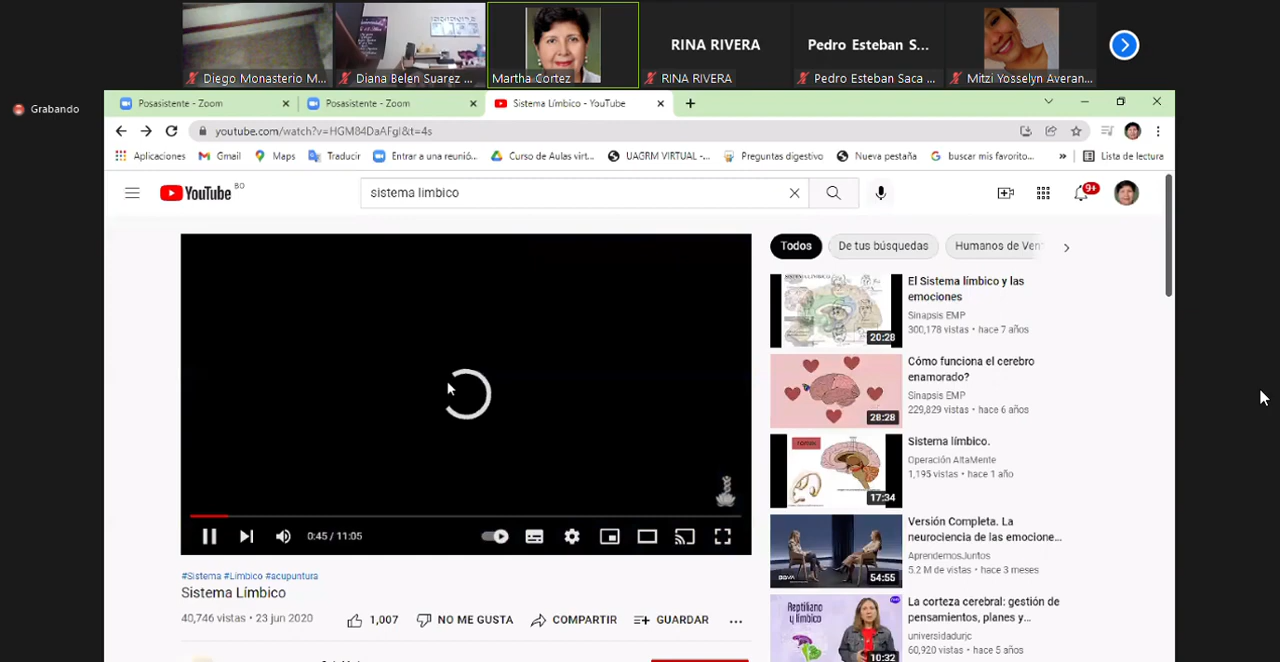 RINA RIVERA
Pedro Esteban S...
Diego Monasterio M...
Diana Belen Suarez ...
Martha Cortez
RINA RIVERA
Pedro Esteban Saca ...
Mitzi Yosselyn Averan...
Grabando
Posasistente - Zoom
Posasistente - Zoom
Sistema Límbico - YouTube
youtube.com/watch?v=HGM84DaAFgI&t=4s
Aplicaciones
Gmail
Maps
Traducir
Entrar a una reunió...
Curso de Aulas virt...
UAGRM VIRTUAL -...
Preguntas digestivo
Nueva pestaña
buscar mis favorito...
»
Lista de lectura
YouTube BO
sistema limbico
9+
Todos
De tus búsquedas
Humanos de Ven
El Sistema límbico y las
emociones
Sinapsis EMP
300,178 vistas • hace 7 años
20:28
Cómo funciona el cerebro
enamorado?
Sinapsis EMP
229,829 vistas • hace 6 años
28:28
Sistema límbico.
Operación AltaMente
1,195 vistas • hace 1 año
17:34
Versión Completa. La
neurociencia de las emocione...
AprendemosJuntos
5.2 M de vistas • hace 3 meses
BBVA
54:55
La corteza cerebral: gestión de
pensamientos, planes y...
universidadurjc
60,920 vistas • hace 5 años
Reptiliano
y límbico
10:32
0:45 / 11:05
#Sistema #Límbico #acupuntura
Sistema Límbico
40,746 vistas • 23 jun 2020
1,007
NO ME GUSTA
COMPARTIR
GUARDAR
...